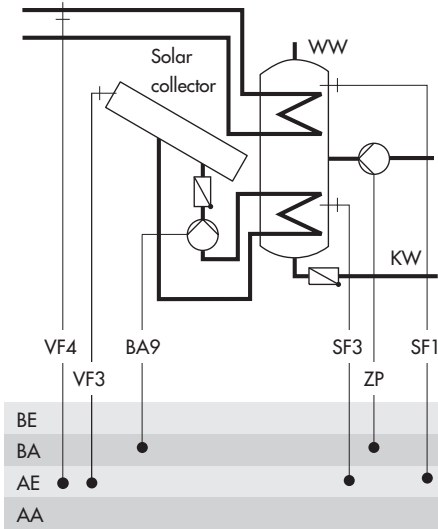 WW
Solar
collector
KW
VF4 BA9 SF3 SF1
VF3 ZP
BE
BA
AE
AA